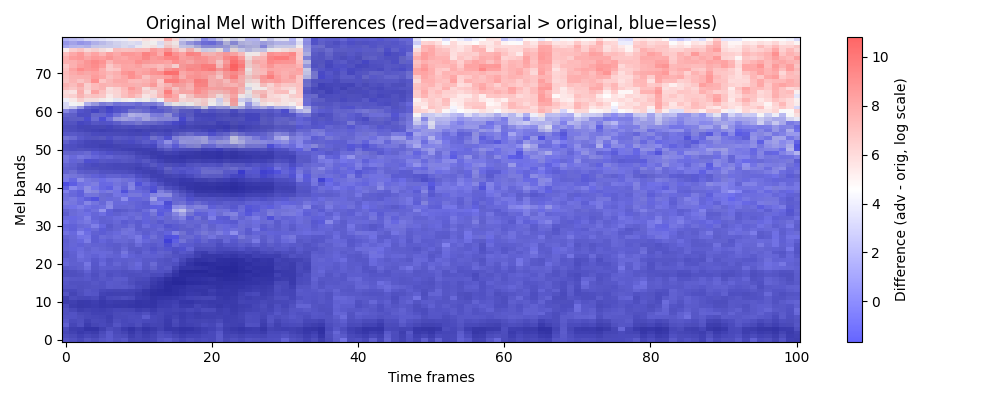 Original Mel with Differences (red=adversarial > original, blue=less)
Mel bands
70
60
50
40
30
20
10
0
0 20 40 60 80 100
Time frames
10
8
6
4
2
0
Difference (adv - orig, log scale)